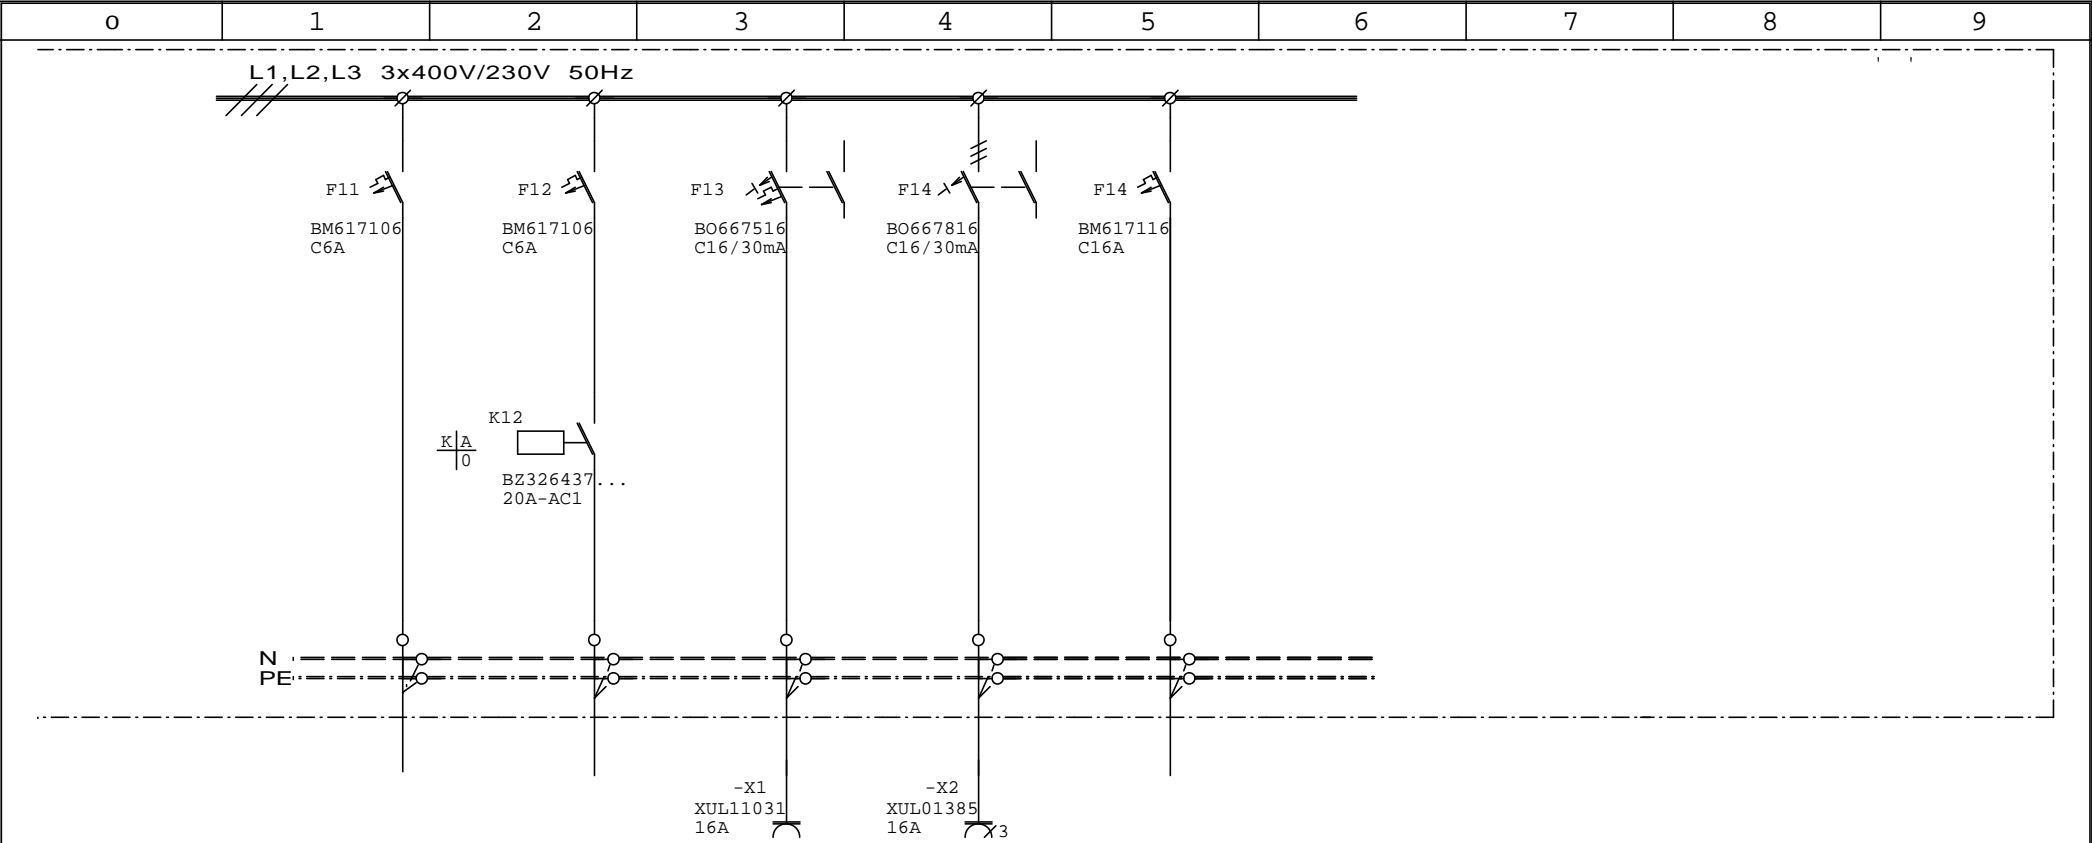 o 1 2 3 4 5 6 7 8 9
L1,L2,L3 3x400V/230V 50Hz
F11 F12 F13 F14 F14
BM617106 BM617106 BO667516 BO667816 BM617116
C6A C6A C16/30mA C16/30mA C16A
K12
K A
0
BZ326437...
20A-AC1
N
PE
-X1 -X2
XUL11031 XUL01385
16A 16A 3